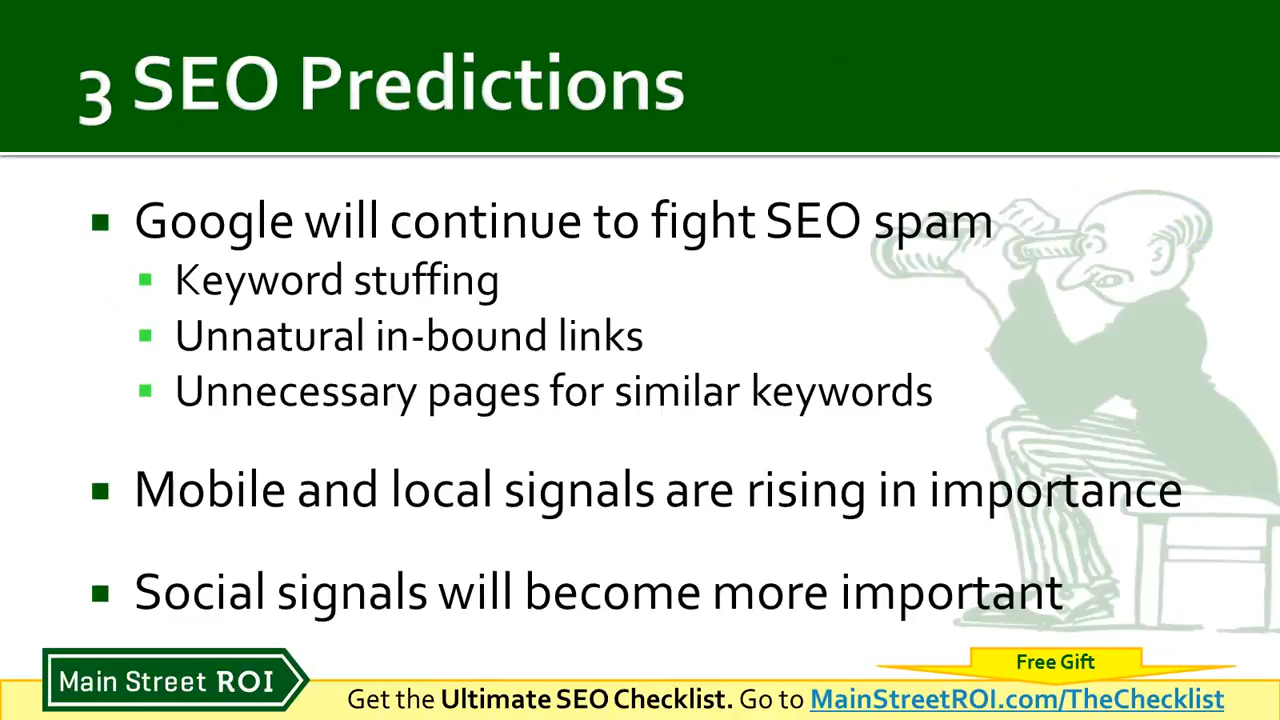 3 SEO Predictions
Google will continue to fight SEO spam
Keyword stuffing
Unnatural in-bound links
Unnecessary pages for similar keywords
Mobile and local signals are rising in importance
Social signals will become more important
Free Gift
Main Street ROI
Get the Ultimate SEO Checklist. Go to MainStreetROI.com/TheChecklist